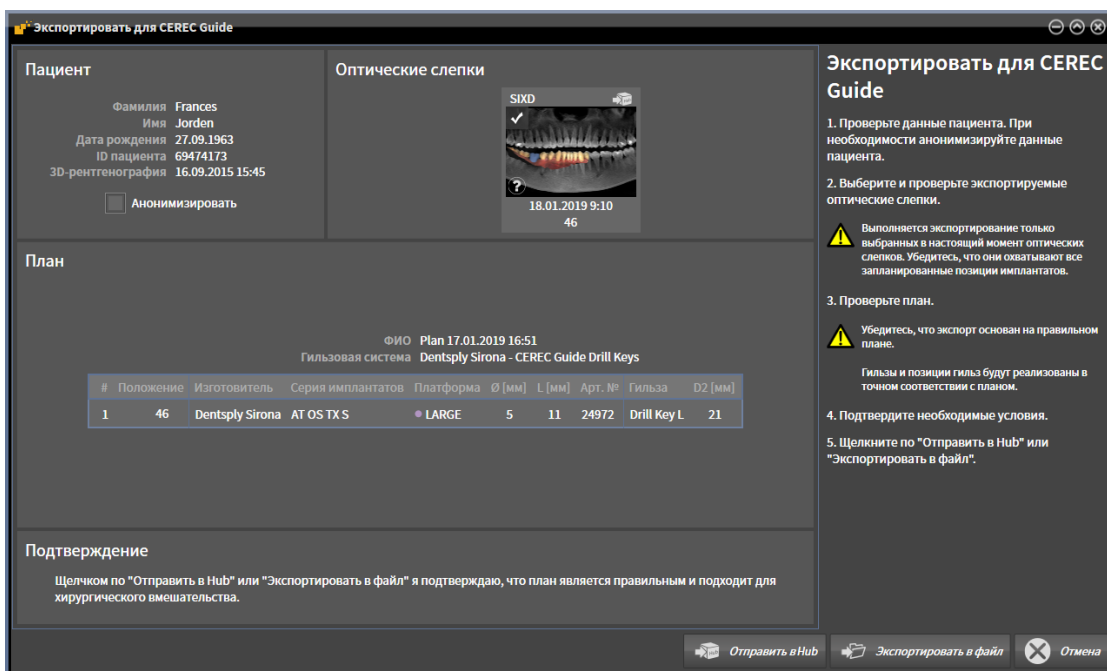 Экспортировать для CEREC Guide
Пациент
Фамилия Frances
Имя Jorden
Дата рождения 27.09.1963
ID пациента 69474173
3D-рентгенография 16.09.2015 15:45
Анонимизировать
Оптические слепки
SIXD
?
18.01.2019 9:10
46
План
ФИО Plan 17.01.2019 16:51
Гильзовая система Dentsply Sirona - CEREC Guide Drill Keys
# Положение Изготовитель Серия имплантатов Платформа Ø [мм] L [мм] Арт. № Гильза D2 [мм]
1 46 Dentsply Sirona AT OS TX S LARGE 5 11 24972 Drill Key L 21
Подтверждение
Щелчком по "Отправить в Hub" или "Экспортировать в файл" я подтверждаю, что план является правильным и подходит для
хирургического вмешательства.
Экспортировать для CEREC
Guide
1. Проверьте данные пациента. При
необходимости анонимизируйте данные
пациента.
2. Выберите и проверьте экспортируемые
оптические слепки.
Выполняется экспортирование только
выбранных в настоящий момент оптических
слепков. Убедитесь, что они охватывают все
запланированные позиции имплантатов.
3. Проверьте план.
Убедитесь, что экспорт основан на правильном
плане.
Гильзы и позиции гильз будут реализованы в
точном соответствии с планом.
4. Подтвердите необходимые условия.
5. Щелкните по "Отправить в Hub" или
"Экспортировать в файл".
Отправить в Hub
Экспортировать в файл
Отмена